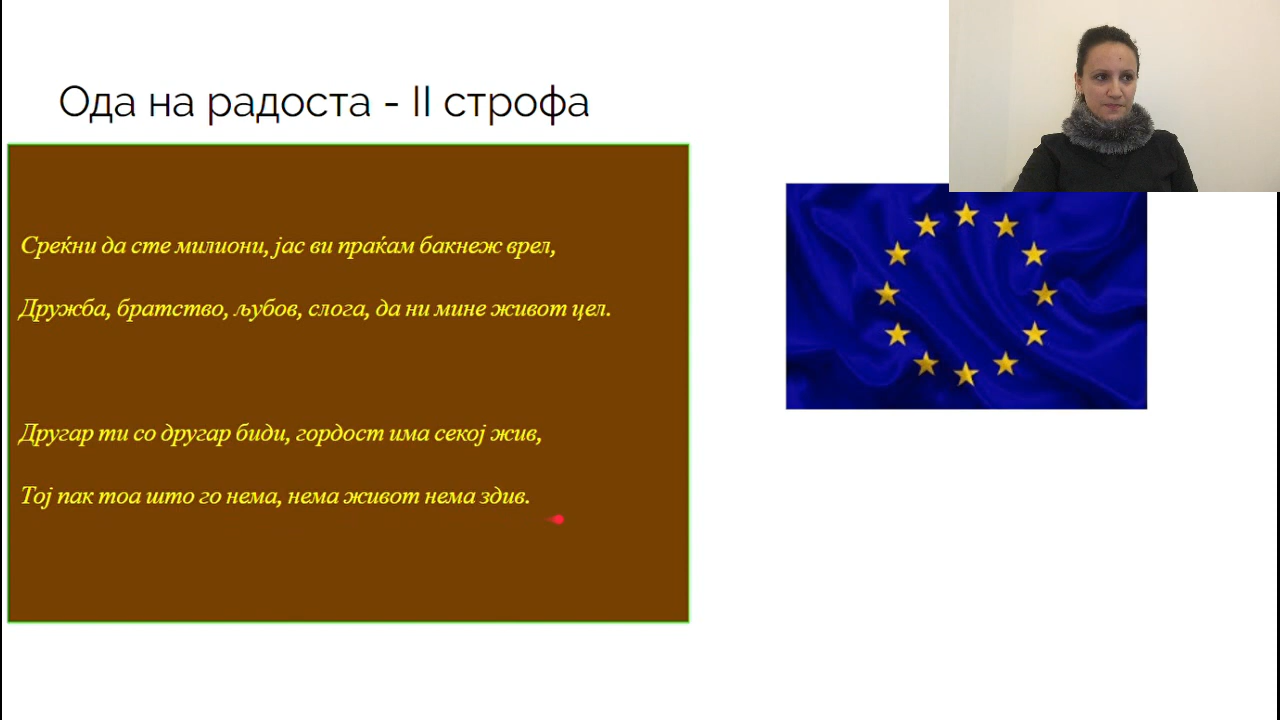 Ода на радоста - II строфа
Среќни да сте милиони, јас ви праќам бакнеж врел,
Дружба, братство, љубов, слога, да ни мине живот цел.
Другар ти со другар биди, гордост има секој жив,
Тој пак тоа што го нема, нема живот нема здив.